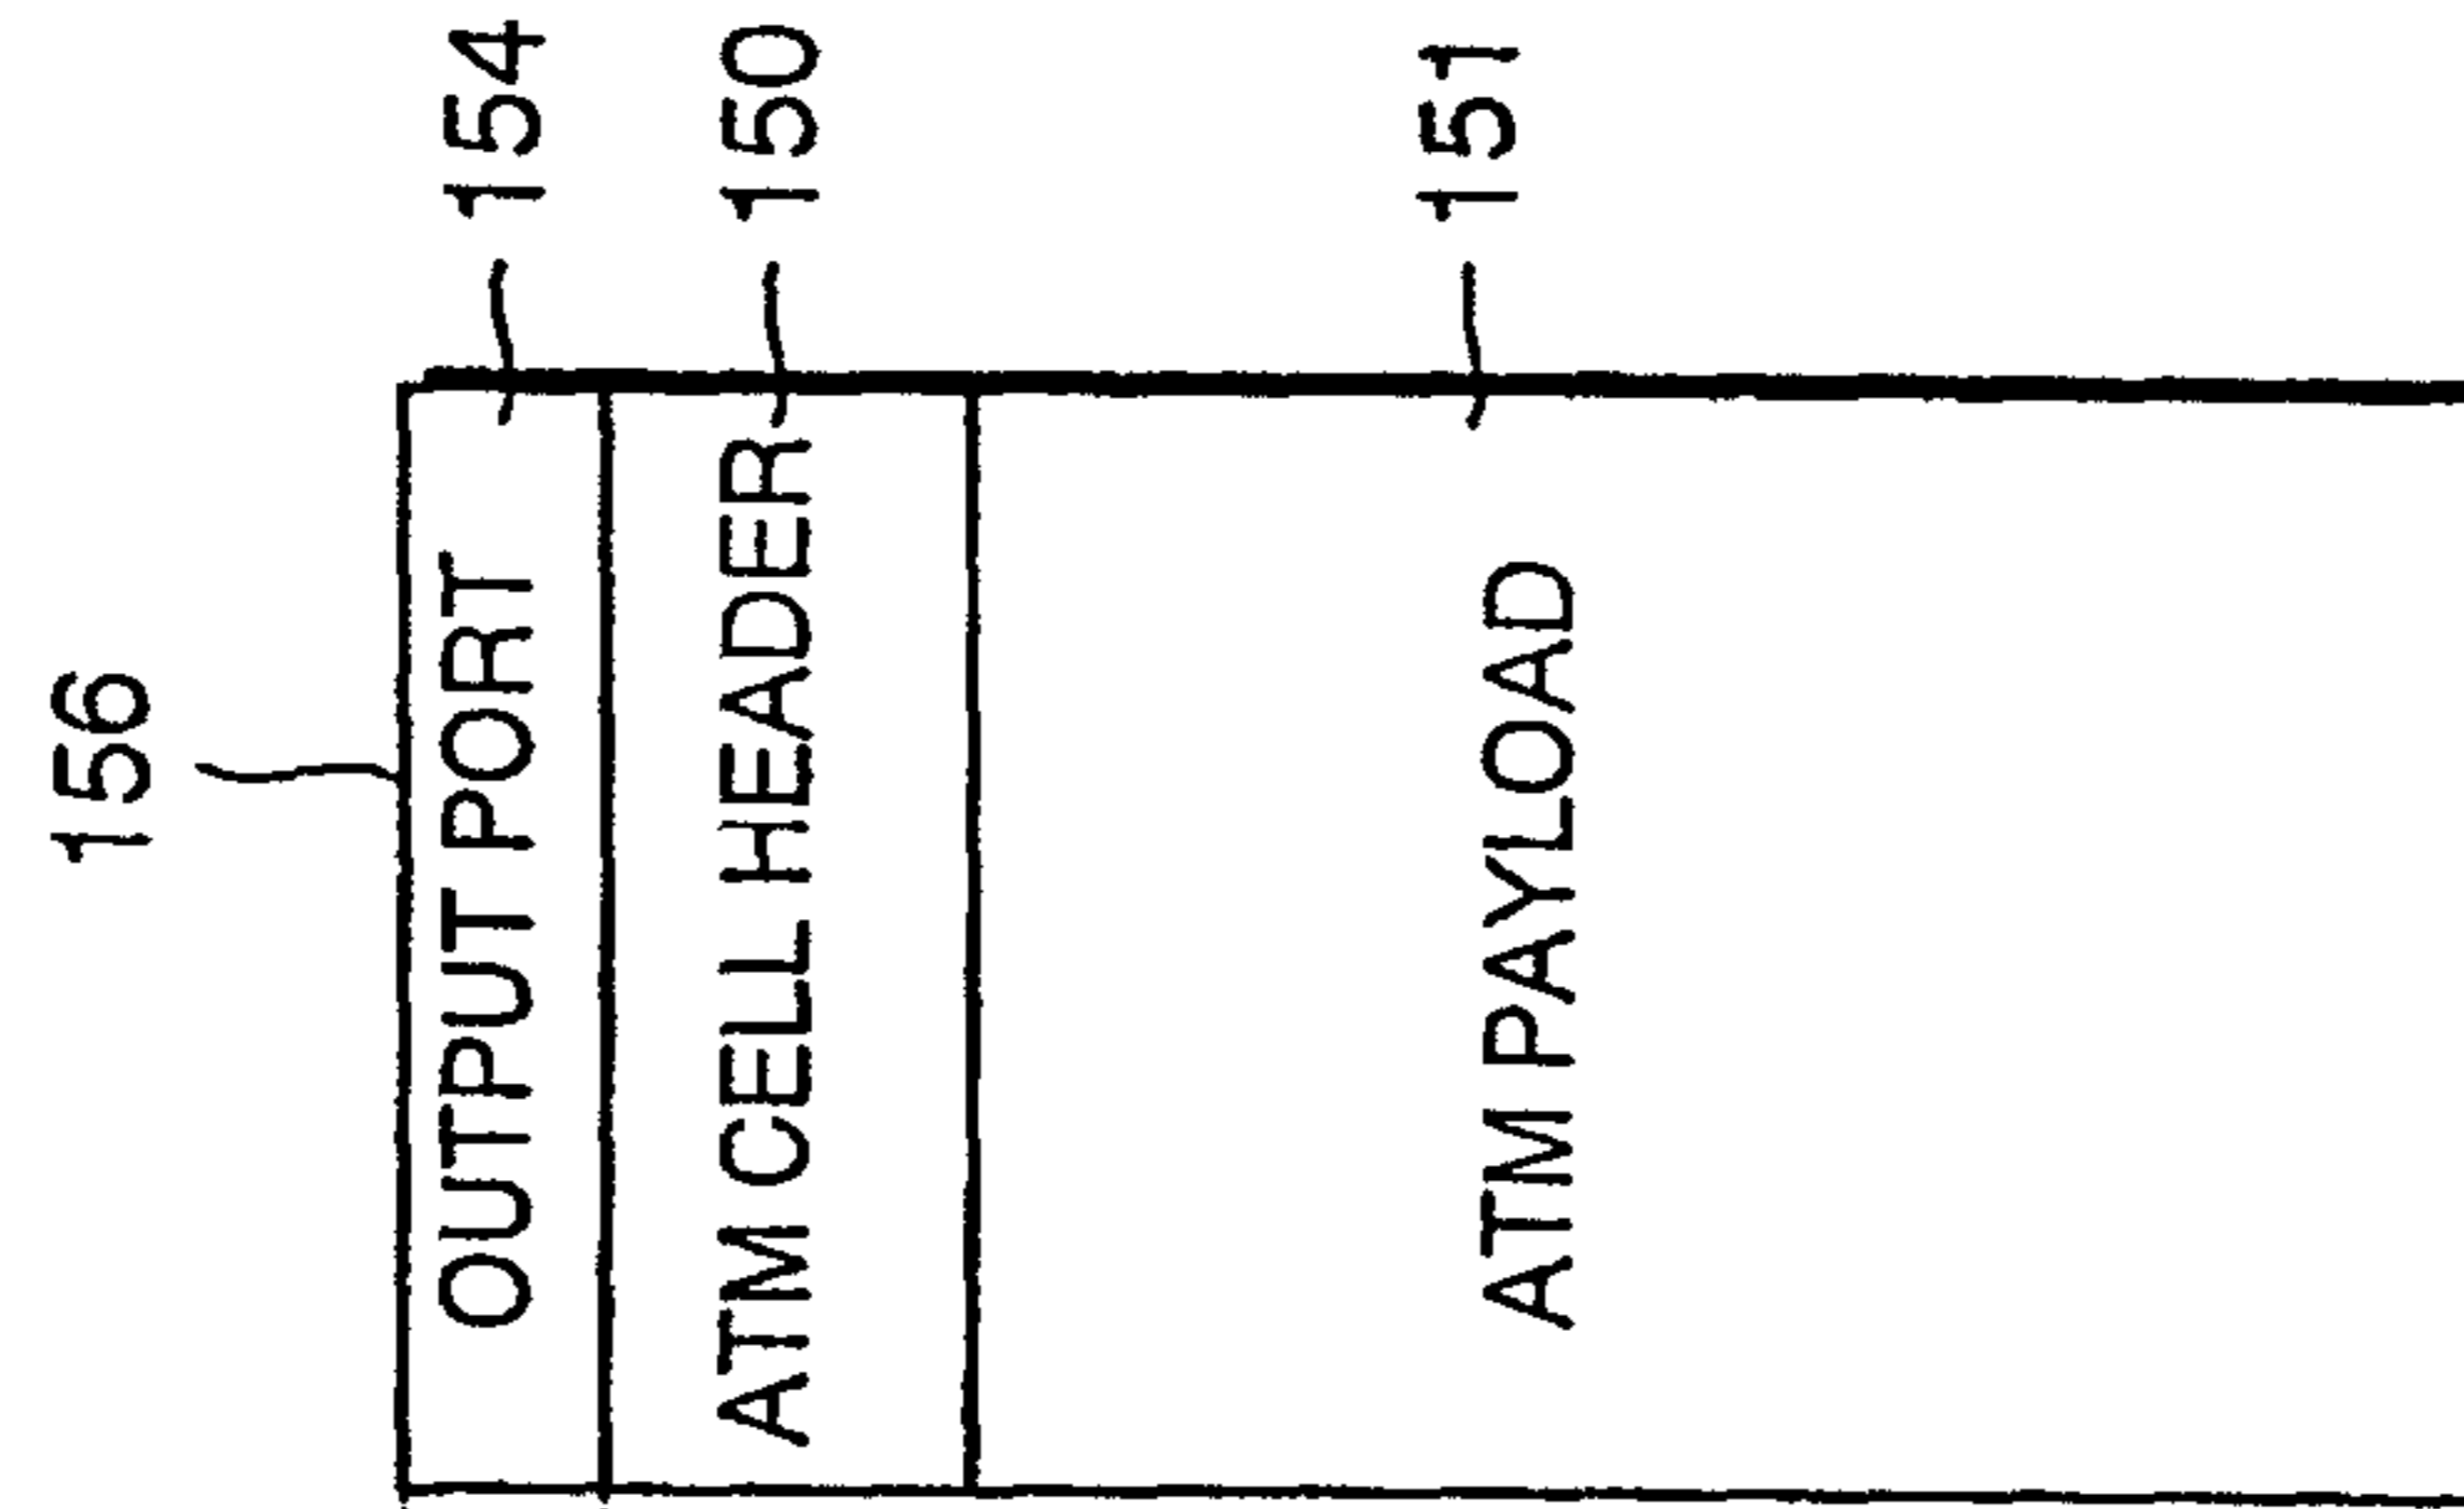 156
OUTPUT PORT
154
ATM CELL HEADER
150
ATM PAYLOAD
151